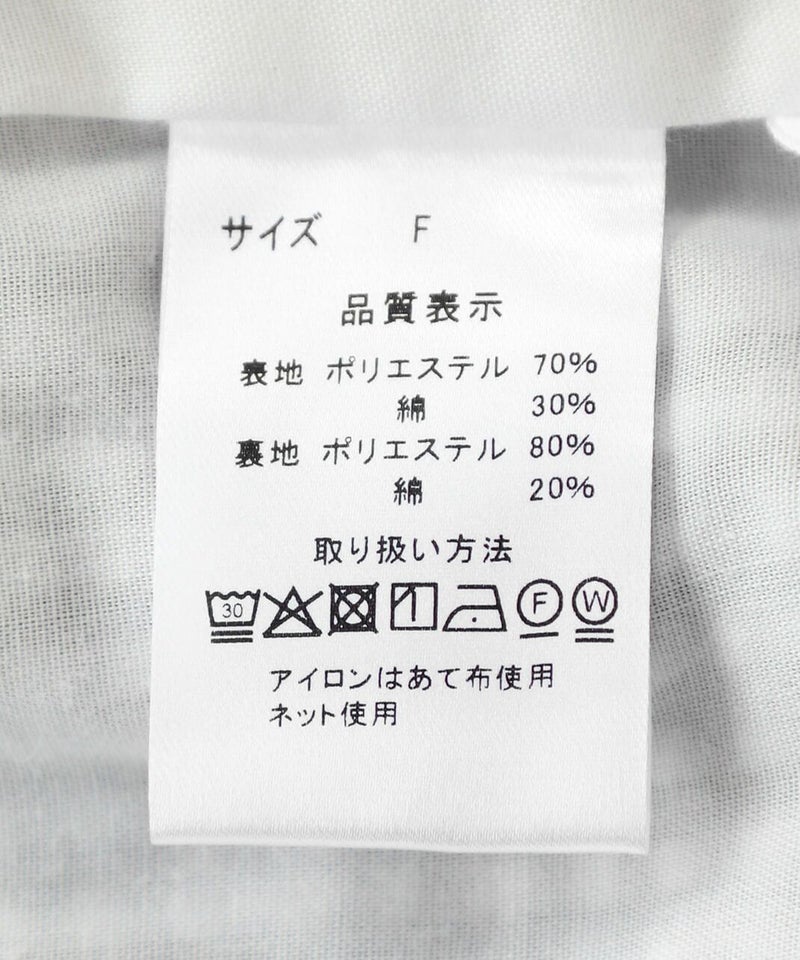 サイズ F
品質表示
表地 ポリエステル 70%
綿 30%
裏地 ポリエステル 80%
綿 20%
取り扱い方法
30 F W
アイロンはあて布使用
ネット使用